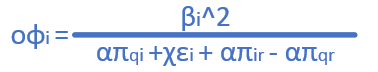 οϕi = βi^2
απqi +χεi + απir - απqr